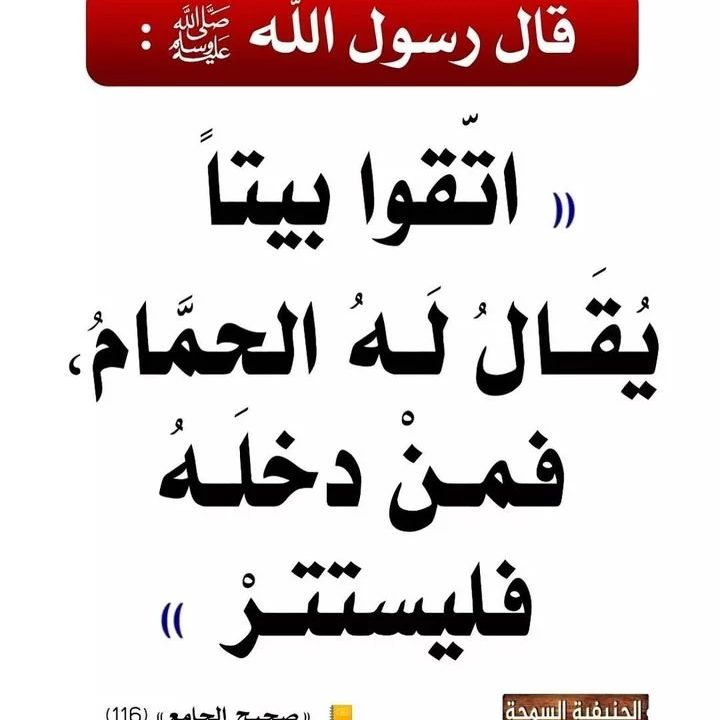 قال رسول الله ﷺ :
(( اتّقوا بيتاً
يُقَالُ لَهُ الحمَّامُ،
فمنْ دخلَهُ
فليستترْ ))
الحنيفية السمحة
«صحيح الجامع» (116)